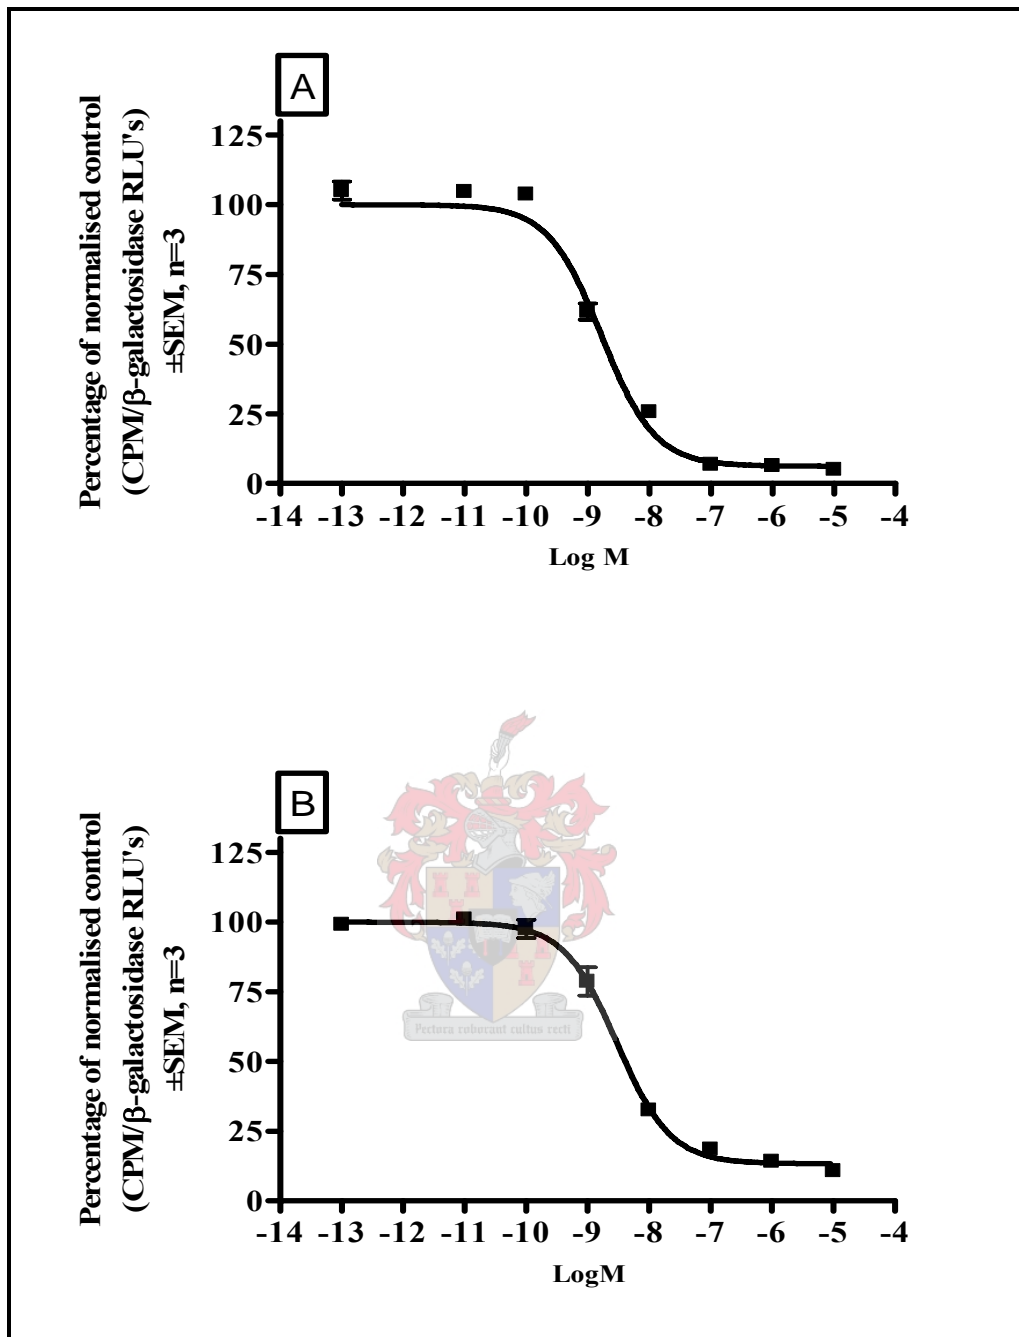 A
Percentage of normalised control
(CPM/β-galactosidase RLU's)
±SEM, n=3
125
100
75
50
25
0
-14 -13 -12 -11 -10 -9 -8 -7 -6 -5 -4
Log M
B
Percentage of normalised control
(CPM/β-galactosidase RLU's)
±SEM, n=3
125
100
75
50
25
0
Pectora roborant cultus recti
-14 -13 -12 -11 -10 -9 -8 -7 -6 -5 -4
LogM